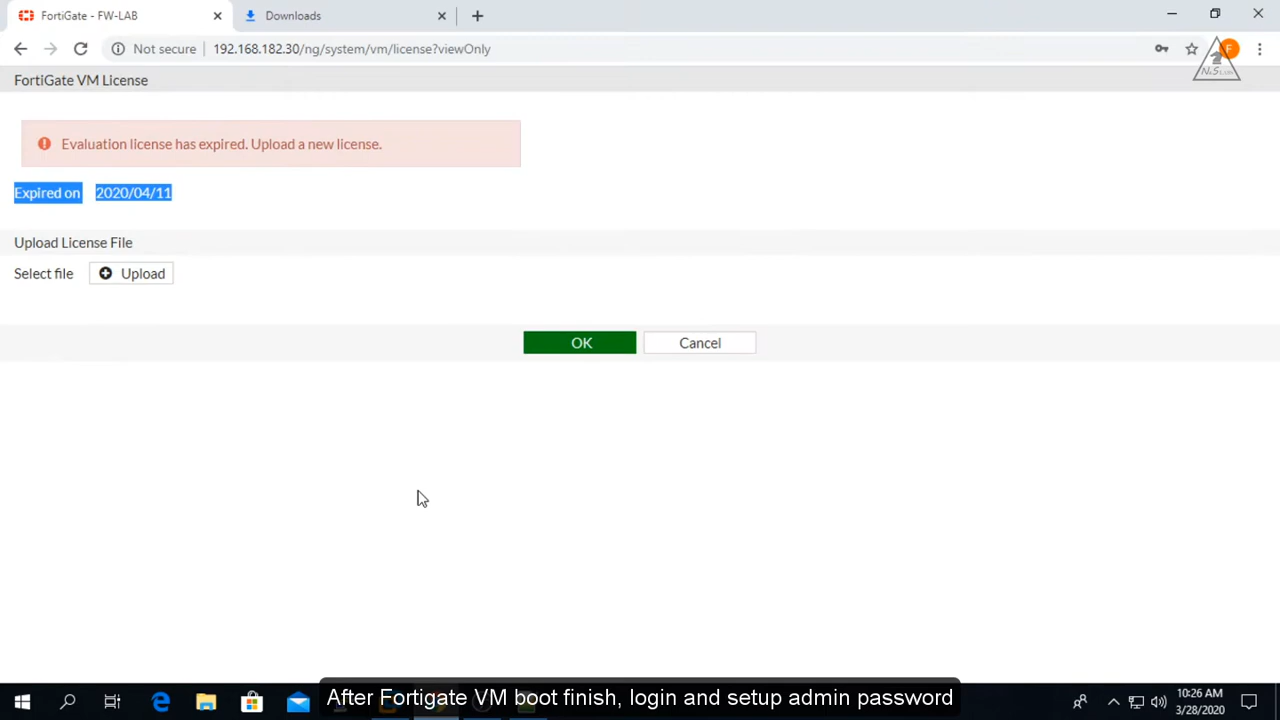 FortiGate - FW-LAB
Downloads
Not secure
192.168.182.30/ng/system/vm/license?viewOnly
F
N&S
FortiGate VM License
Evaluation license has expired. Upload a new license.
Expired on 2020/04/11
Upload License File
Select file Upload
OK Cancel
After Fortigate VM boot finish, login and setup admin password
10:26 AM
3/28/2020